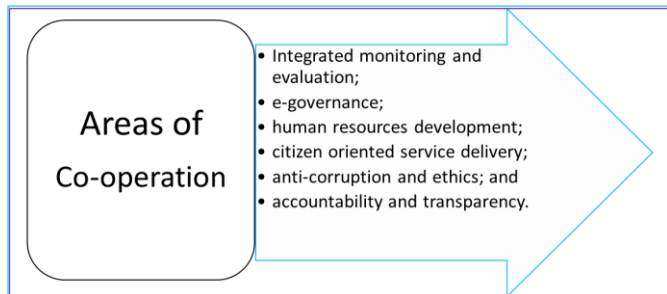 Areas of
Co-operation
• Integrated monitoring and
evaluation;
• e-governance;
• human resources development;
• citizen oriented service delivery;
• anti-corruption and ethics; and
• accountability and transparency.